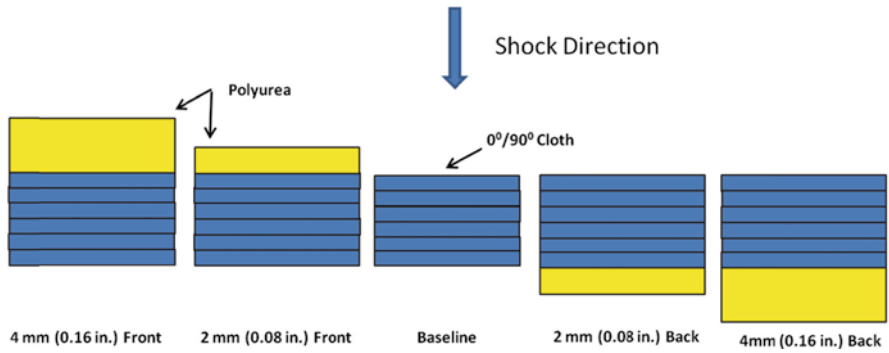 Shock Direction
Polyurea
0⁰/90⁰ Cloth
4 mm (0.16 in.) Front
2 mm (0.08 in.) Front
Baseline
2 mm (0.08 in.) Back
4mm (0.16 in.) Back